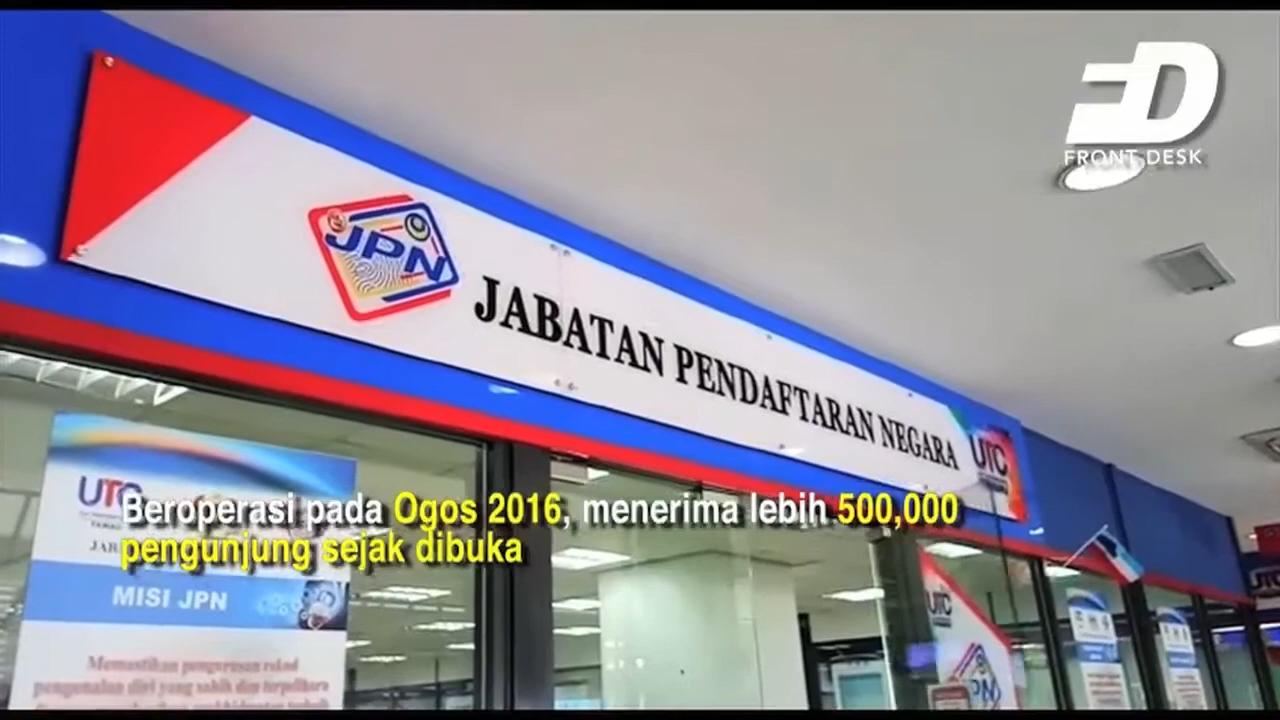 FD
FRONT DESK
JPN
JABATAN PENDAFTARAN NEGARA
UTC
Beroperasi pada Ogos 2016, menerima lebih 500,000
pengunjung sejak dibuka
UTC
MISI JPN
Memastikan pengurusan rekod
pengenalan diri yang sahih dan terpelihara
UTC
JPN